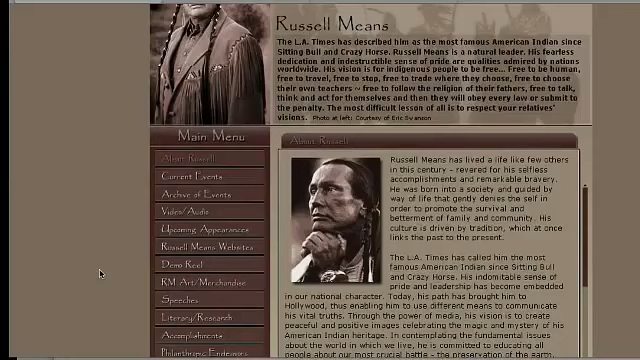 Russell Means
The L.A. Times has described him as the most famous American Indian since
Sitting Bull and Crazy Horse. Russell Means is a natural leader. His fearless
dedication and indestructible sense of pride are qualities admired by nations
worldwide. His vision is for indigenous people to be free... Free to be human,
free to travel, free to stop, free to trade where they choose, free to choose
their own teachers ~ free to follow the religion of their fathers, free to talk,
think and act for themselves and then they will obey every law or submit to
the penalty. The most difficult lesson of all is to respect your relatives'
visions. Photo at left: Courtesy of Eric Swanson
Main Menu
About Russell
Current Events
Archive of Events
Video/Audio
Upcoming Appearances
Russell Means Websites
Demo Reel
RM Art/Merchandise
Speeches
Literary/Research
Accomplishments
Philanthropic Endeavors
About Russell
Russell Means has lived a life like few others
in this century - revered for his selfless
accomplishments and remarkable bravery.
He was born into a society and guided by
way of life that gently denies the self in
order to promote the survival and
betterment of family and community. His
culture is driven by tradition, which at once
links the past to the present.
The L.A. Times has called him the most
famous American Indian since Sitting Bull
and Crazy Horse. His indomitable sense of
pride and leadership has become embedded
in our national character. Today, his path has brought him to
Hollywood, thus enabling him to use different means to communicate
his vital truths. Through the power of media, his vision is to create
peaceful and positive images celebrating the magic and mystery of his
American Indian heritage. In contemplating the fundamental issues
about the world in which we live, he is committed to educating all
people about our most crucial battle - the preservation of the earth.